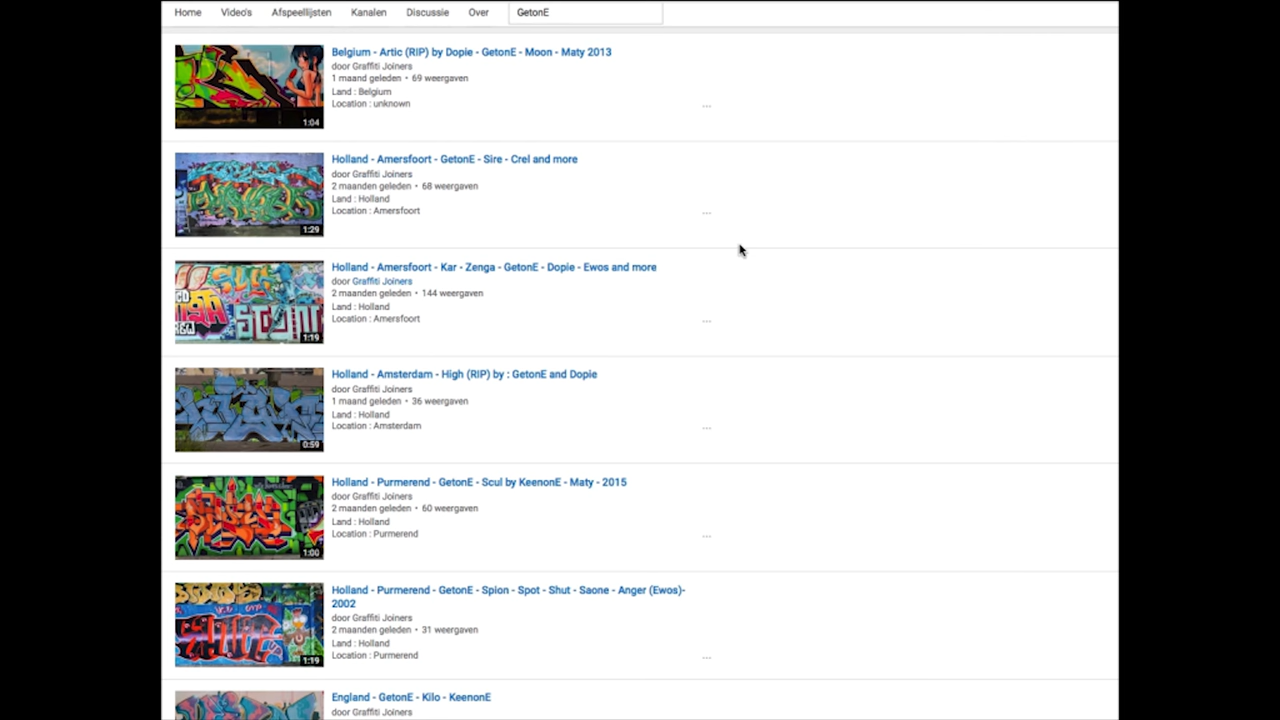 Home Video's Afspeellijsten Kanalen Discussie Over GetonE
Belgium - Artic (RIP) by Dopie - GetonE - Moon - Maty 2013
door Graffiti Joiners
1 maand geleden • 69 weergaven
Land : Belgium
Location : unknown
...
1:04
Holland - Amersfoort - GetonE - Sire - Crel and more
door Graffiti Joiners
2 maanden geleden • 68 weergaven
Land : Holland
Location : Amersfoort
...
1:29
Holland - Amersfoort - Kar - Zenga - GetonE - Dopie - Ewos and more
door Graffiti Joiners
2 maanden geleden • 144 weergaven
Land : Holland
Location : Amersfoort
...
1:19
Holland - Amsterdam - High (RIP) by : GetonE and Dopie
door Graffiti Joiners
1 maand geleden • 36 weergaven
Land : Holland
Location : Amsterdam
...
0:59
Holland - Purmerend - GetonE - Scul by KeenonE - Maty - 2015
door Graffiti Joiners
2 maanden geleden • 60 weergaven
Land : Holland
Location : Purmerend
...
1:00
Holland - Purmerend - GetonE - Spion - Spot - Shut - Saone - Anger (Ewos)-
2002
door Graffiti Joiners
2 maanden geleden • 31 weergaven
Land : Holland
Location : Purmerend
...
1:19
England - GetonE - Kilo - KeenonE
door Graffiti Joiners